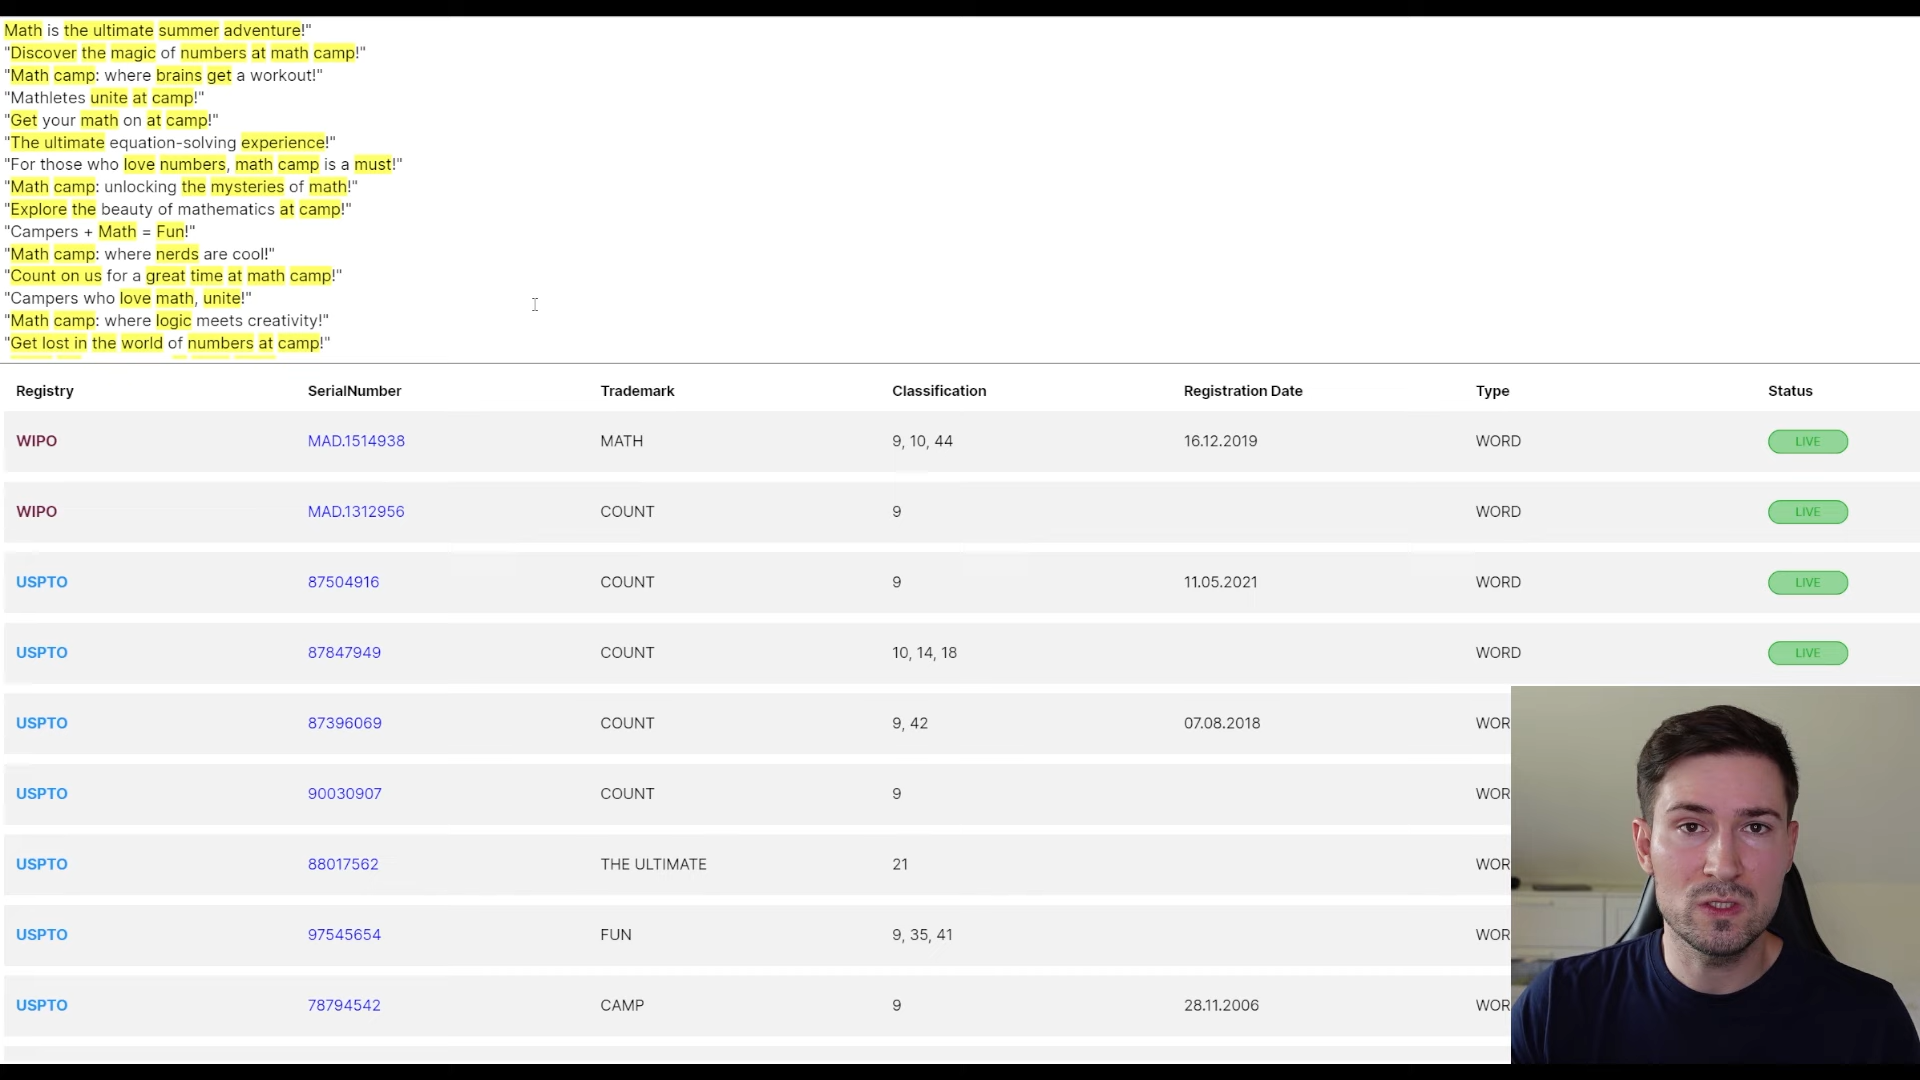 Math is the ultimate summer adventure!"
"Discover the magic of numbers at math camp!"
"Math camp: where brains get a workout!"
"Mathletes unite at camp!"
"Get your math on at camp!"
"The ultimate equation-solving experience!"
"For those who love numbers, math camp is a must!"
"Math camp: unlocking the mysteries of math!"
"Explore the beauty of mathematics at camp!"
"Campers + Math = Fun!"
"Math camp: where nerds are cool!"
"Count on us for a great time at math camp!"
"Campers who love math, unite!"
"Math camp: where logic meets creativity!"
"Get lost in the world of numbers at camp!"
Registry SerialNumber Trademark Classification Registration Date Type Status
WIPO MAD.1514938 MATH 9, 10, 44 16.12.2019 WORD LIVE
WIPO MAD.1312956 COUNT 9 WORD LIVE
USPTO 87504916 COUNT 9 11.05.2021 WORD LIVE
USPTO 87847949 COUNT 10, 14, 18 WORD LIVE
USPTO 87396069 COUNT 9, 42 07.08.2018 WOR
USPTO 90030907 COUNT 9 WOR
USPTO 88017562 THE ULTIMATE 21 WOR
USPTO 97545654 FUN 9, 35, 41 WOR
USPTO 78794542 CAMP 9 28.11.2006 WOR